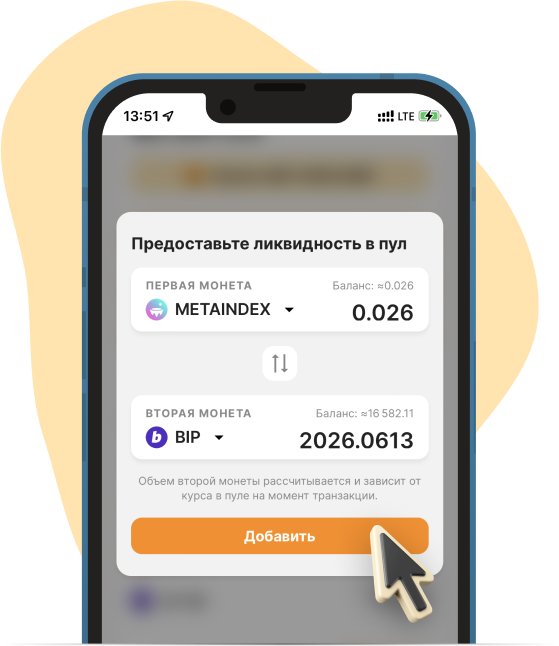 13:51 LTE
Предоставьте ликвидность в пул
ПЕРВАЯ МОНЕТА Баланс: ≈0.026
METAINDEX 0.026
ВТОРАЯ МОНЕТА Баланс: ≈16 582.11
b BIP 2026.0613
Объем второй монеты рассчитывается и зависит от
курса в пуле на момент транзакции.
Добавить